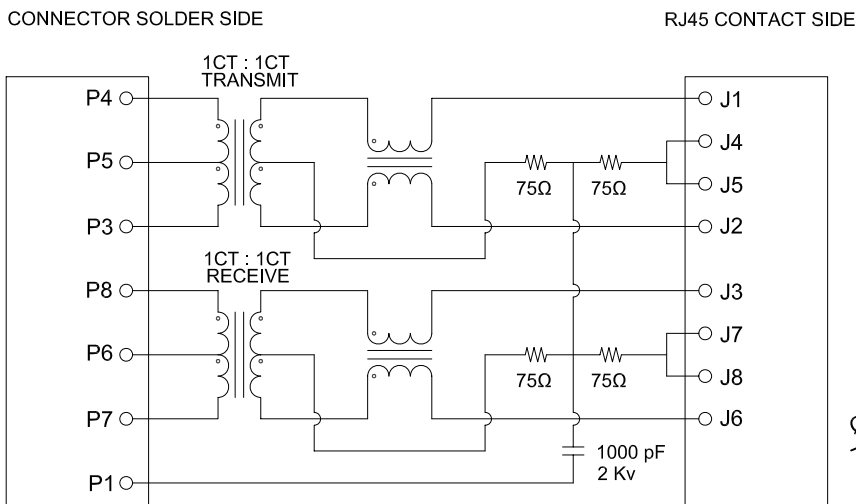 CONNECTOR SOLDER SIDE
RJ45 CONTACT SIDE
1CT : 1CT
TRANSMIT
P4
J1
J4
P5
75Ω
75Ω
J5
P3
J2
1CT : 1CT
RECEIVE
P8
J3
J7
P6
75Ω
75Ω
J8
P7
J6
1000 pF
2 Kv
P1